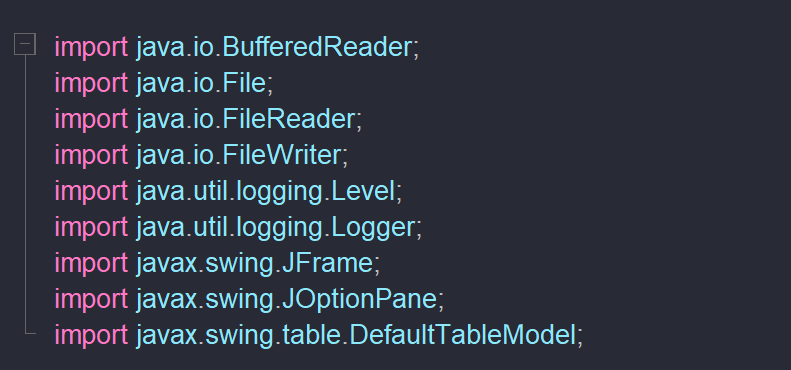 import java.io.BufferedReader;
import java.io.File;
import java.io.FileReader;
import java.io.FileWriter;
import java.util.logging.Level;
import java.util.logging.Logger;
import javax.swing.JFrame;
import javax.swing.JOptionPane;
import javax.swing.table.DefaultTableModel;